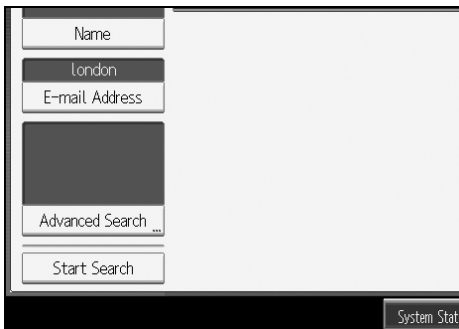 Name
london
E-mail Address
Advanced Search ...
Start Search
System Stat